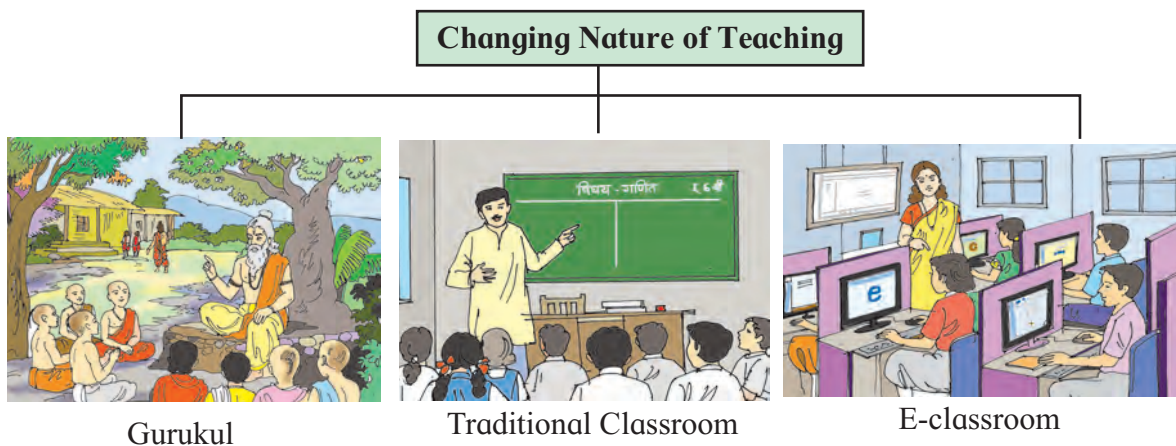 Changing Nature of Teaching
विषय - गणित
e
e
Gurukul
Traditional Classroom
E-classroom